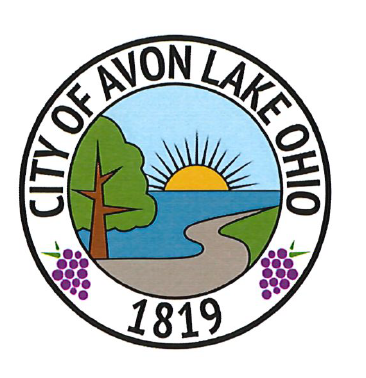 CITY OF AVON LAKE OHIO
1819